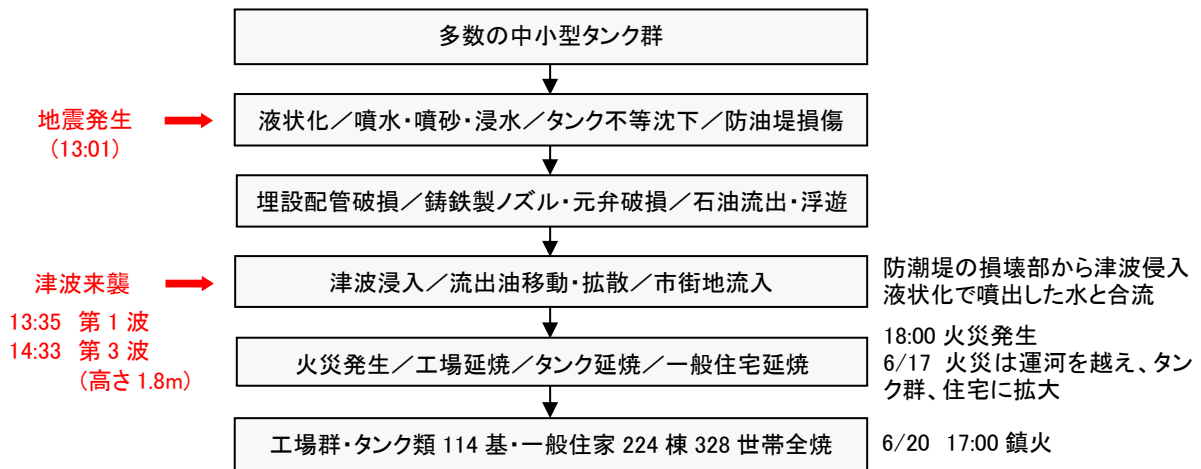 多数の中小型タンク群
地震発生
(13:01)
液状化／噴水・噴砂・浸水／タンク不等沈下／防油堤損傷
埋設配管破損／鋳鉄製ノズル・元弁破損／石油流出・浮遊
津波来襲
13:35 第 1 波
14:33 第 3 波
(高さ 1.8m)
津波浸入／流出油移動・拡散／市街地流入
防潮堤の損壊部から津波侵入
液状化で噴出した水と合流
火災発生／工場延焼／タンク延焼／一般住宅延焼
18:00 火災発生
6/17 火災は運河を越え、タン
ク群、住宅に拡大
工場群・タンク類 114 基・一般住家 224 棟 328 世帯全焼
6/20 17:00 鎮火